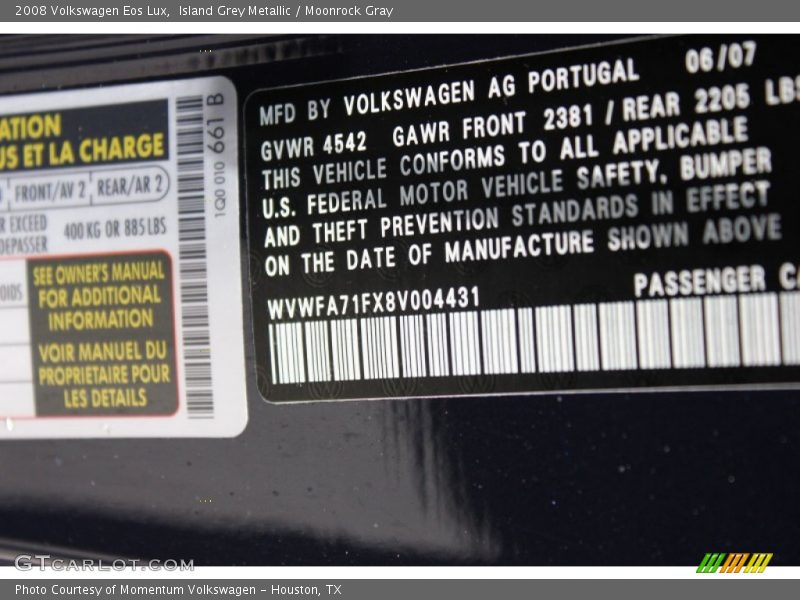 2008 Volkswagen Eos Lux,  Island Grey Metallic / Moonrock Gray
ATION
US ET LA CHARGE
FRONT/AV 2 REAR/AR 2
R EXCEED
DEPASSER
400 KG OR 885 LBS
OIDS
SEE OWNER'S MANUAL
FOR ADDITIONAL
INFORMATION
VOIR MANUEL DU
PROPRIETAIRE POUR
LES DETAILS
1Q0 010 661 B
MFD BY VOLKSWAGEN AG PORTUGAL 06/07
GVWR 4542 GAWR FRONT 2381 / REAR 2205 LBS
THIS VEHICLE CONFORMS TO ALL APPLICABLE
U.S. FEDERAL MOTOR VEHICLE SAFETY, BUMPER
AND THEFT PREVENTION STANDARDS IN EFFECT
ON THE DATE OF MANUFACTURE SHOWN ABOVE
WVWFA71FX8V004431 PASSENGER CA
GTCARLOT.COM
Photo Courtesy of Momentum Volkswagen - Houston, TX